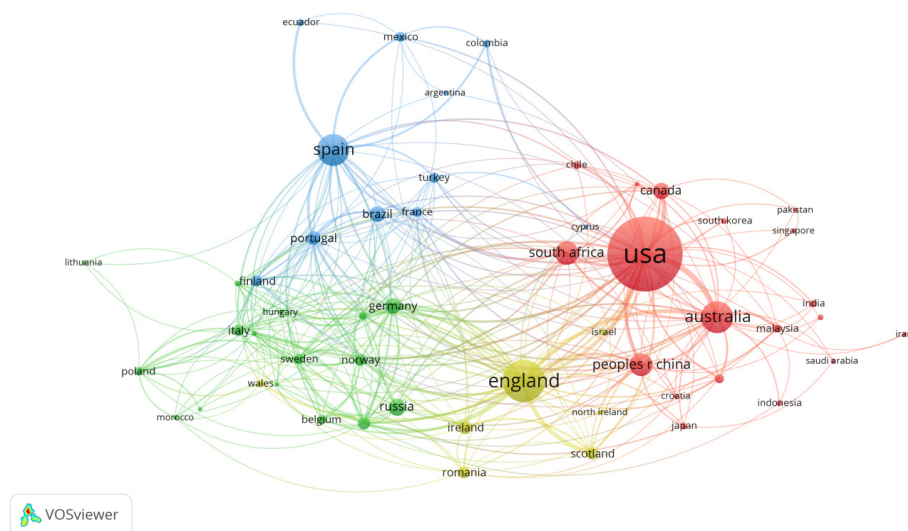 ecuador
mexico
colombia
argentina
spain
chile
turkey
canada
pakistan
brazil
france
south korea
cyprus
singapore
portugal
south africa
usa
lithuania
finland
hungary
germany
india
australia
italy
israel
malaysia
iran
sweden
norway
peoples r china
saudi arabia
poland
wales
england
croatia
indonesia
russia
north ireland
morocco
belgium
ireland
japan
scotland
romania
VOSviewer